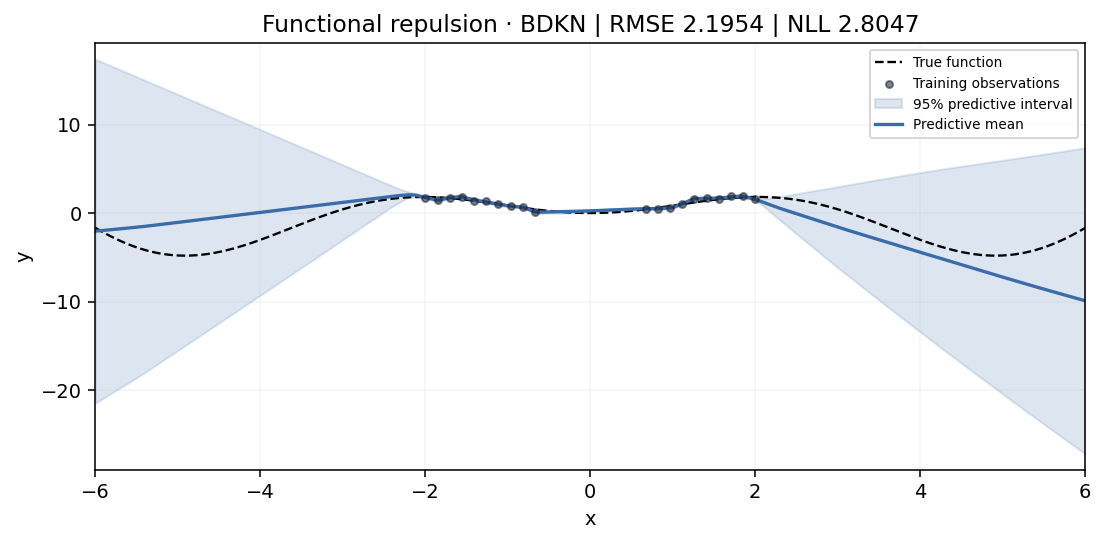 Functional repulsion · BDKN | RMSE 2.1954 | NLL 2.8047
True function
Training observations
95% predictive interval
Predictive mean
10
0
−10
−20
y
−6
−4
−2
0
2
4
6
x